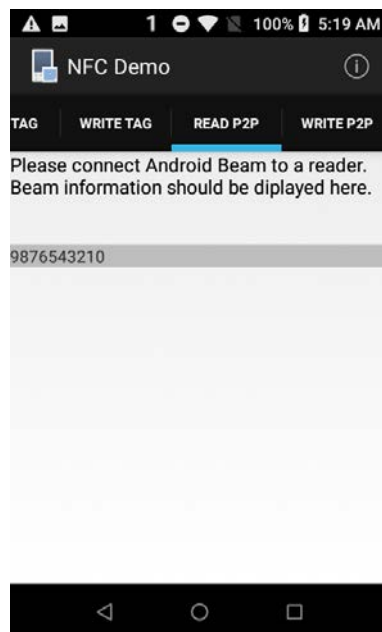 1 100% 5:19 AM
NFC Demo
TAG WRITE TAG READ P2P WRITE P2P
Please connect Android Beam to a reader.
Beam information should be diplayed here.
9876543210